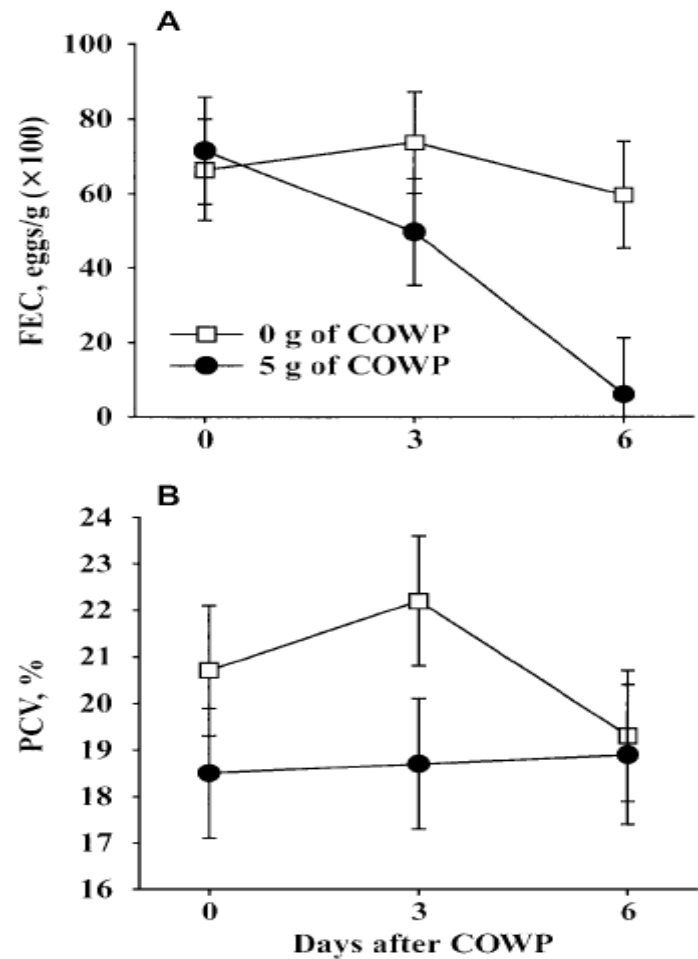 A
FEC, eggs/g (×100)
100
80
60
40
20
0
0 g of COWP
5 g of COWP
0 3 6
B
PCV, %
24
23
22
21
20
19
18
17
16
0 3 6
Days after COWP